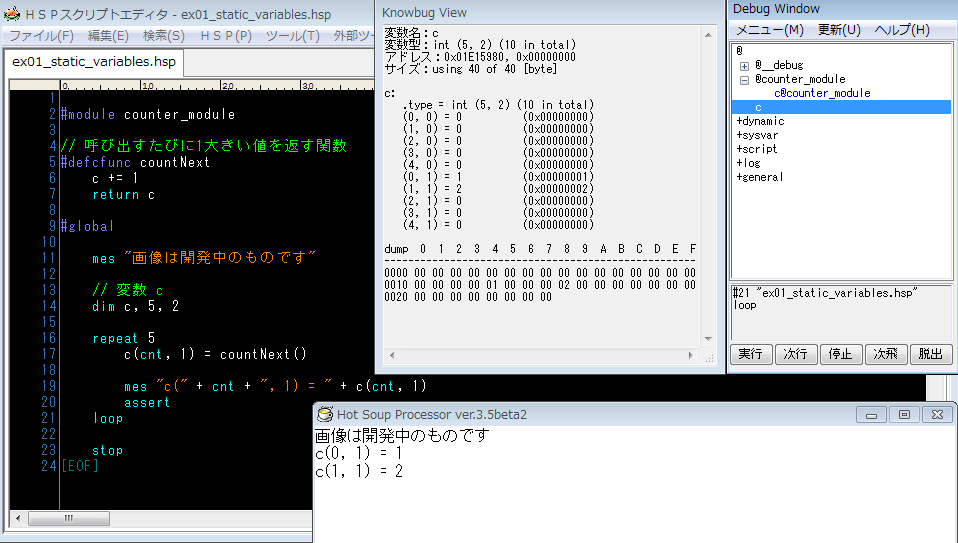 ＨＳＰスクリプトエディタ - ex01_static_variables.hsp
ファイル(F) 編集(E) 検索(S) ＨＳＰ(P) ツール(T) 外部ツー
ex01_static_variables.hsp
0 1,0 2,0 3,0
1
2 #module counter_module
3
4 // 呼び出すたびに1大きい値を返す関数
5 #defcfunc countNext
6 c += 1
7 return c
8
9 #global
10
11 mes "画像は開発中のものです"
12
13 // 変数 c
14 dim c, 5, 2
15
16 repeat 5
17 c(cnt, 1) = countNext()
18
19 mes "c(" + cnt + ", 1) = " + c(cnt, 1)
20 assert
21 loop
22
23 stop
24 [EOF]
Knowbug View
変数名：c
変数型：int (5, 2) (10 in total)
アドレス：0x01E15980, 0x00000000
サイズ：using 40 of 40 [byte]
c:
.type = int (5, 2) (10 in total)
(0, 0) = 0 (0x00000000)
(1, 0) = 0 (0x00000000)
(2, 0) = 0 (0x00000000)
(3, 0) = 0 (0x00000000)
(4, 0) = 0 (0x00000000)
(0, 1) = 1 (0x00000001)
(1, 1) = 2 (0x00000002)
(2, 1) = 0 (0x00000000)
(3, 1) = 0 (0x00000000)
(4, 1) = 0 (0x00000000)
dump 0 1 2 3 4 5 6 7 8 9 A B C D E F
0000 00 00 00 00 00 00 00 00 00 00 00 00 00 00 00 00
0010 00 00 00 00 01 00 00 00 02 00 00 00 00 00 00 00
0020 00 00 00 00 00 00 00 00
Debug Window
メニュー(M) 更新(U) ヘルプ(H)
@
@__debug
@counter_module
c@counter_module
c
+dynamic
+sysvar
+script
+log
+general
#21 "ex01_static_variables.hsp"
loop
実行 次行 停止 次飛 脱出
Hot Soup Processor ver.3.5beta2
画像は開発中のものです
c(0, 1) = 1
c(1, 1) = 2